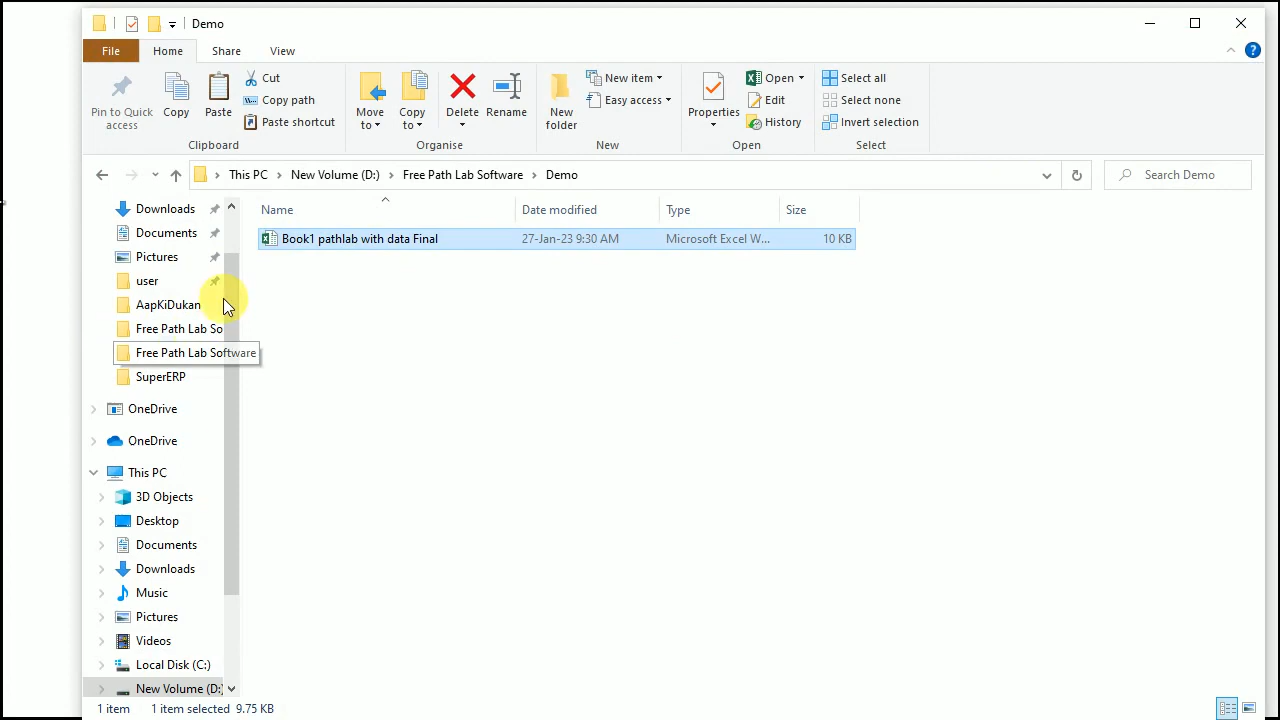 Demo
File
Home
Share
View
Pin to Quick
access
Copy
Paste
Cut
Copy path
Paste shortcut
Move
to
Copy
to
Delete
Rename
New
folder
New item
Easy access
Properties
Open
Edit
History
Select all
Select none
Invert selection
Clipboard
Organise
New
Open
Select
This PC
New Volume (D:)
Free Path Lab Software
Demo
Search Demo
Name
Date modified
Type
Size
Book1 pathlab with data Final
27-Jan-23 9:30 AM
Microsoft Excel W...
10 KB
Downloads
Documents
Pictures
user
AapKiDukan
Free Path Lab So
Free Path Lab Software
SuperERP
OneDrive
OneDrive
This PC
3D Objects
Desktop
Documents
Downloads
Music
Pictures
Videos
Local Disk (C:)
New Volume (D:)
1 item
1 item selected
9.75 KB